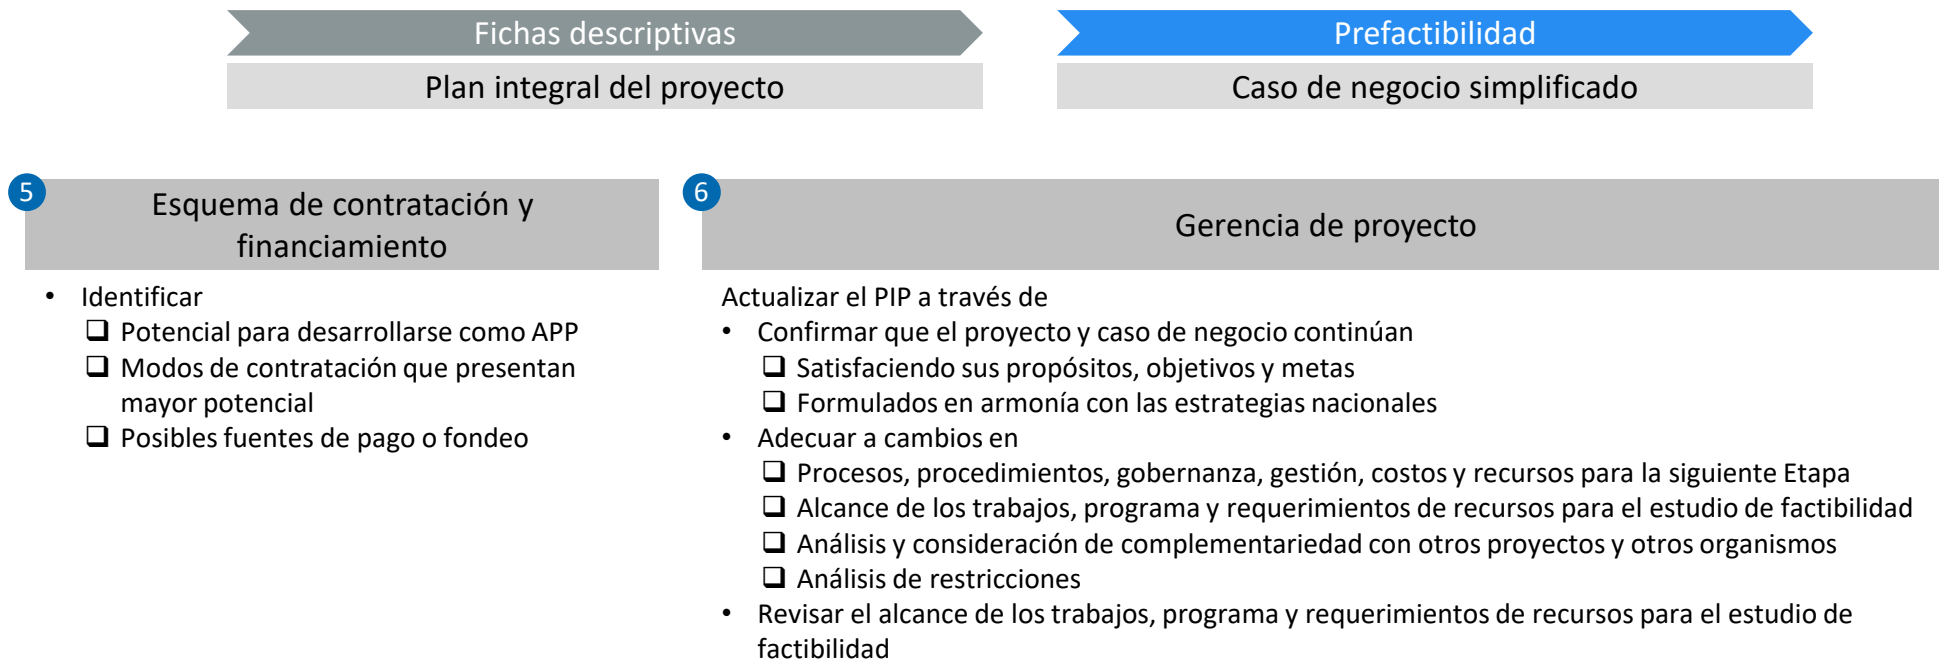 Fichas descriptivas
Prefactibilidad
Plan integral del proyecto
Caso de negocio simplificado
5
Esquema de contratación y
financiamiento
• Identificar
❑ Potencial para desarrollarse como APP
❑ Modos de contratación que presentan
mayor potencial
❑ Posibles fuentes de pago o fondeo
6
Gerencia de proyecto
Actualizar el PIP a través de
• Confirmar que el proyecto y caso de negocio continúan
❑ Satisfaciendo sus propósitos, objetivos y metas
❑ Formulados en armonía con las estrategias nacionales
• Adecuar a cambios en
❑ Procesos, procedimientos, gobernanza, gestión, costos y recursos para la siguiente Etapa
❑ Alcance de los trabajos, programa y requerimientos de recursos para el estudio de factibilidad
❑ Análisis y consideración de complementariedad con otros proyectos y otros organismos
❑ Análisis de restricciones
• Revisar el alcance de los trabajos, programa y requerimientos de recursos para el estudio de
factibilidad